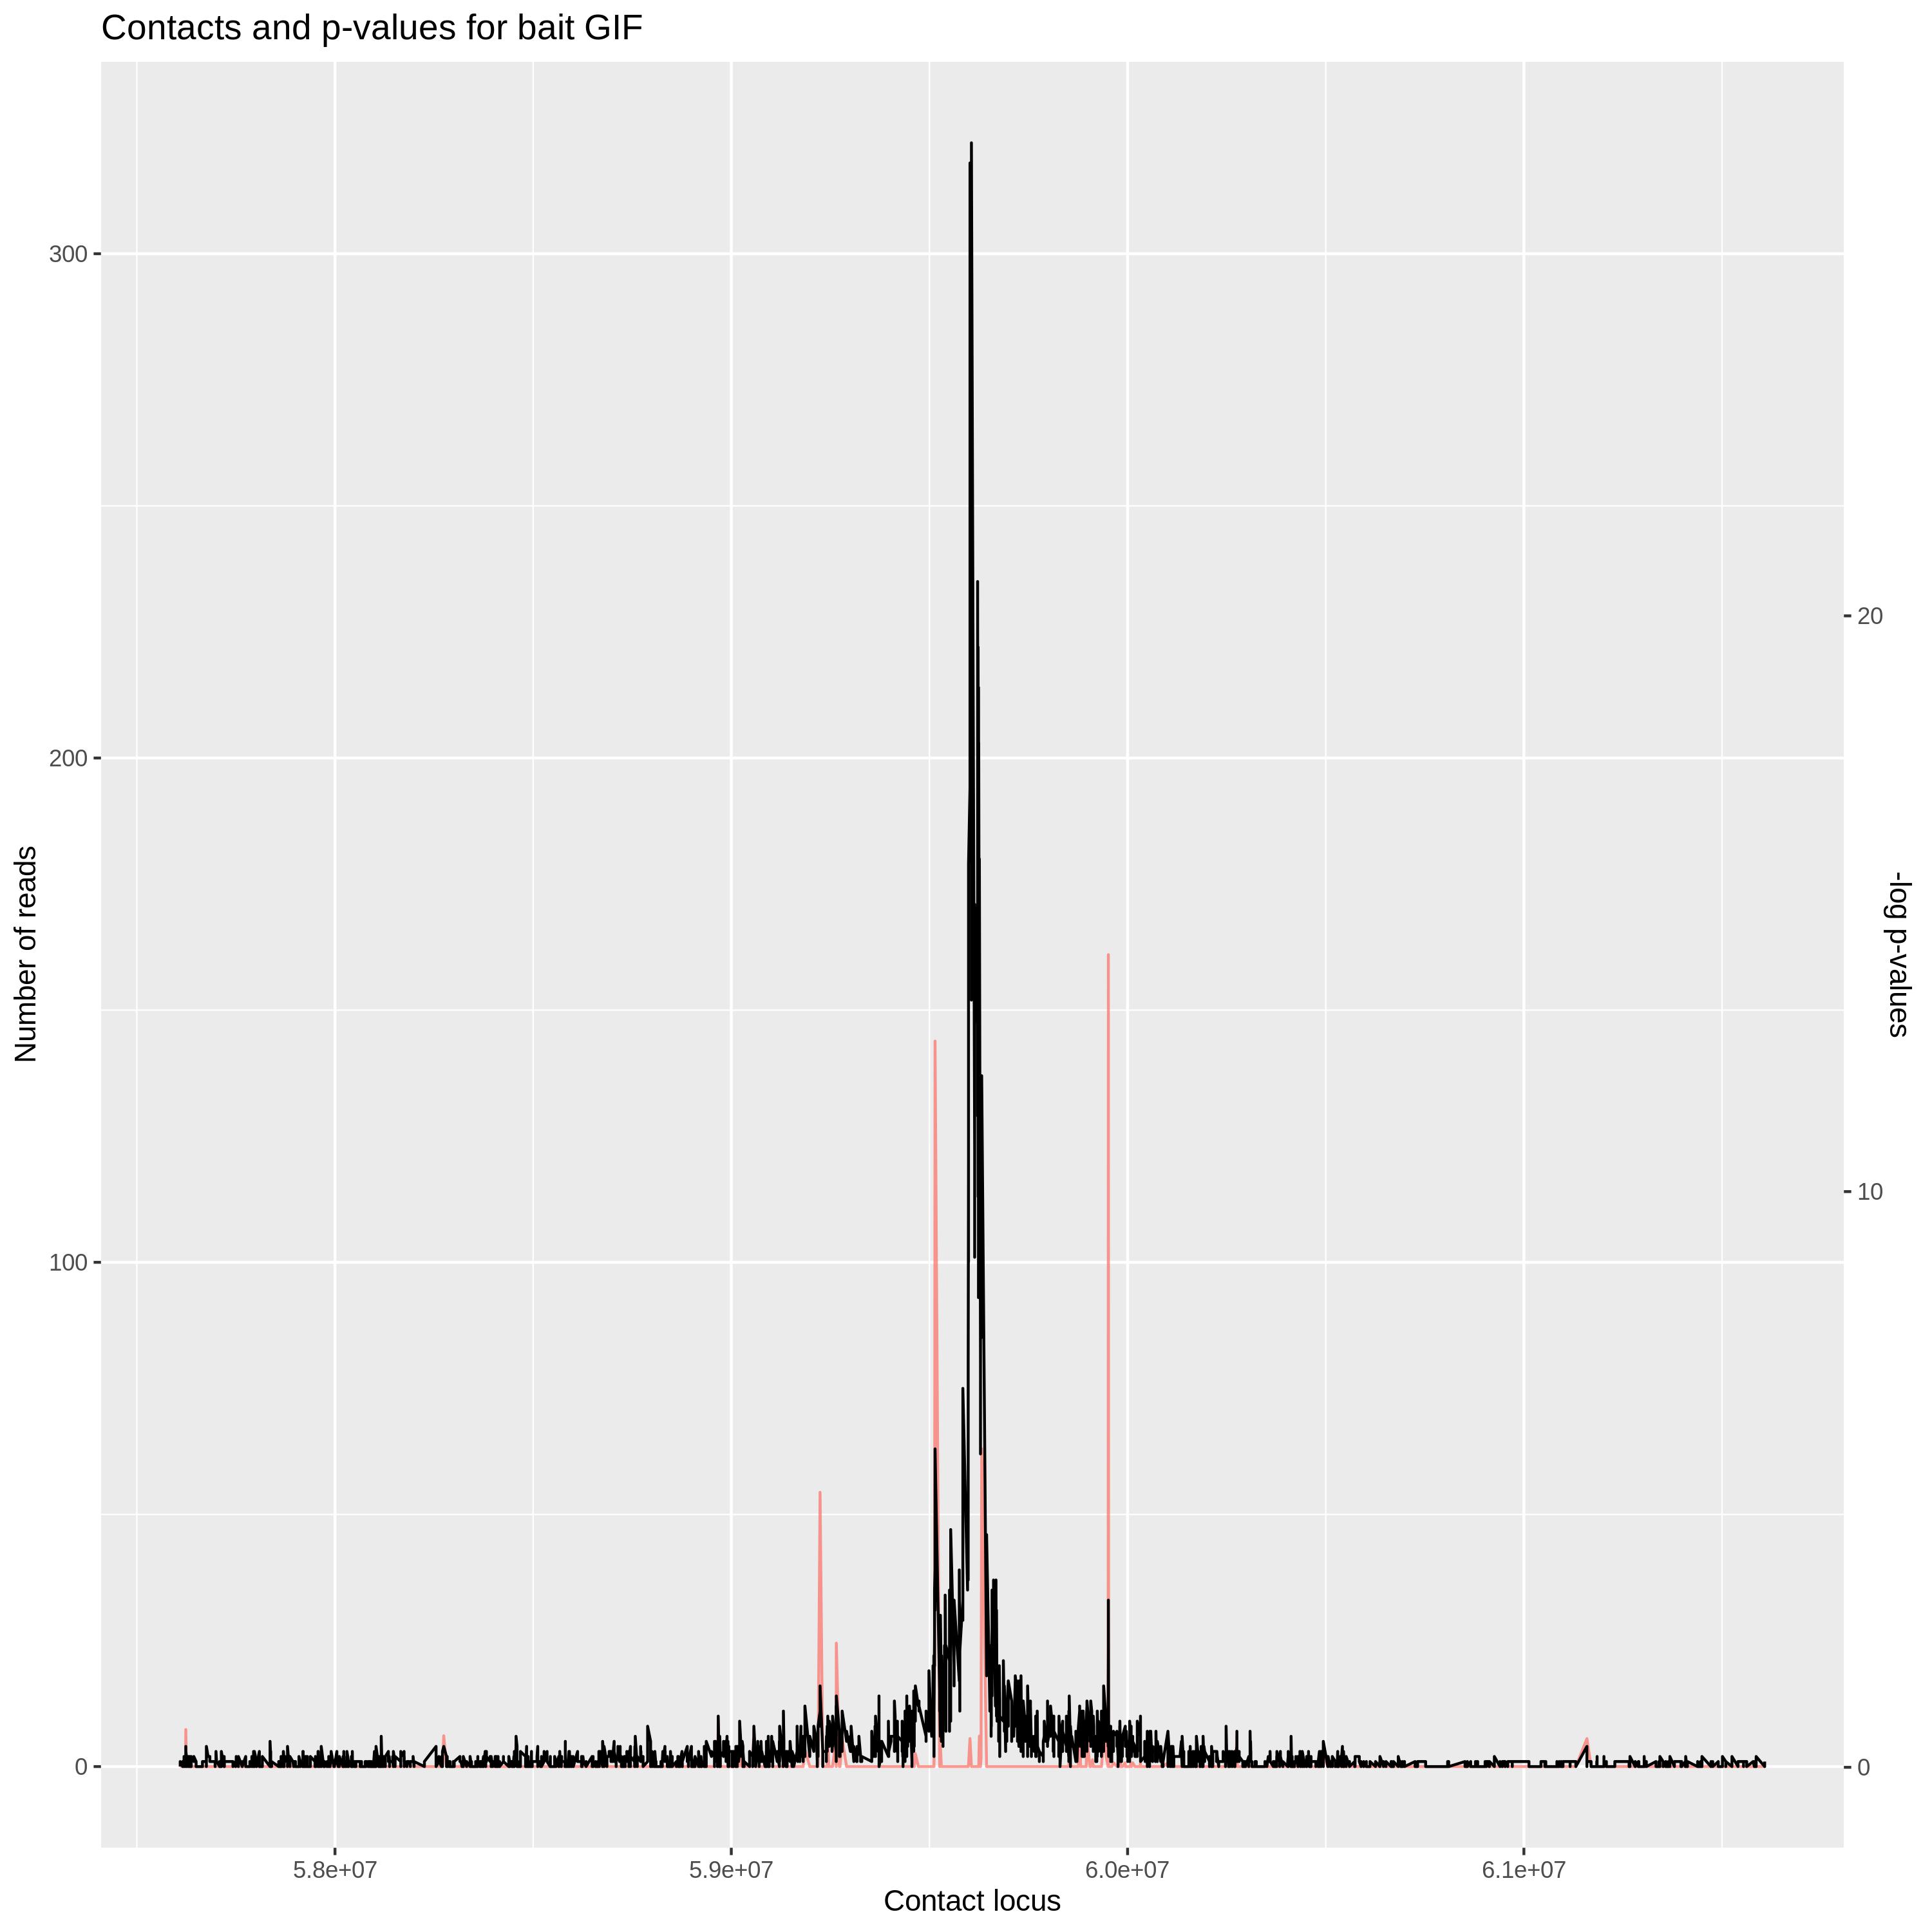 Contacts and p-values for bait GIF
300
200
100
0
Number of reads
20
10
0
-log p-values
5.8e+07 5.9e+07 6.0e+07 6.1e+07
Contact locus